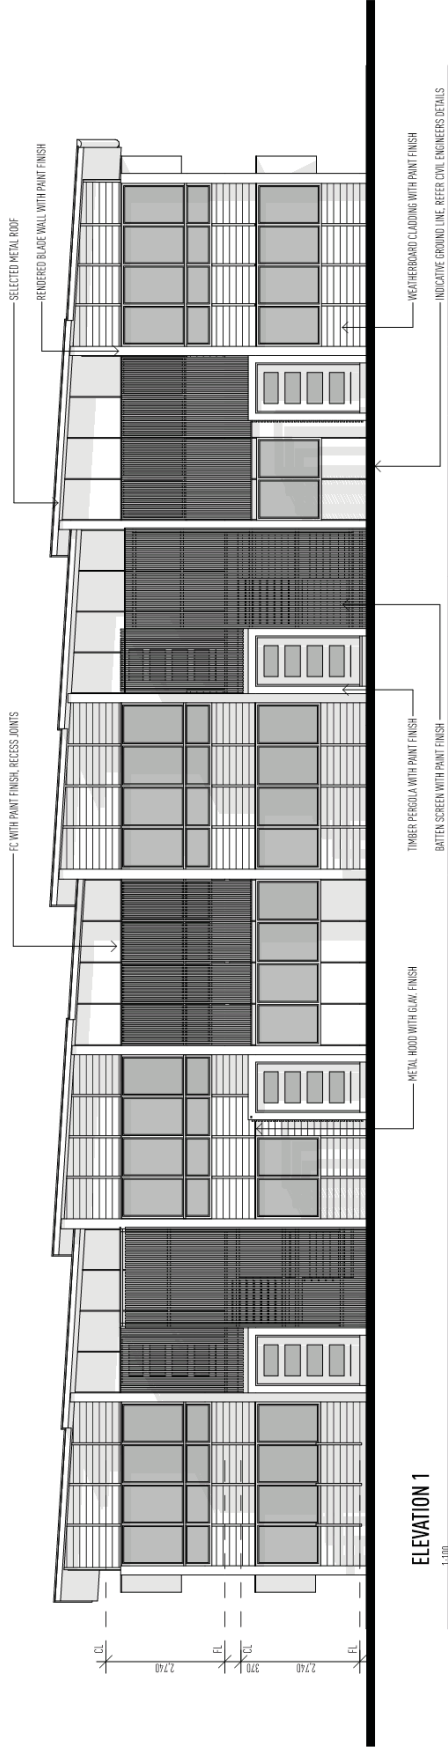 FC WITH PAINT FINISH, RECESS JOINTS
SELECTED METAL ROOF
RENDERED BLADE WALL WITH PAINT FINISH
CL
2,740
FL
CL
370
2,740
FL
METAL HOOD WITH GLAV. FINISH
TIMBER PERGOLA WITH PAINT FINISH
BATTEN SCREEN WITH PAINT FINISH
WEATHERBOARD CLADDING WITH PAINT FINISH
INDICATIVE GROUND LINE, REFER CIVIL ENGINEERS DETAILS
ELEVATION 1
1:100